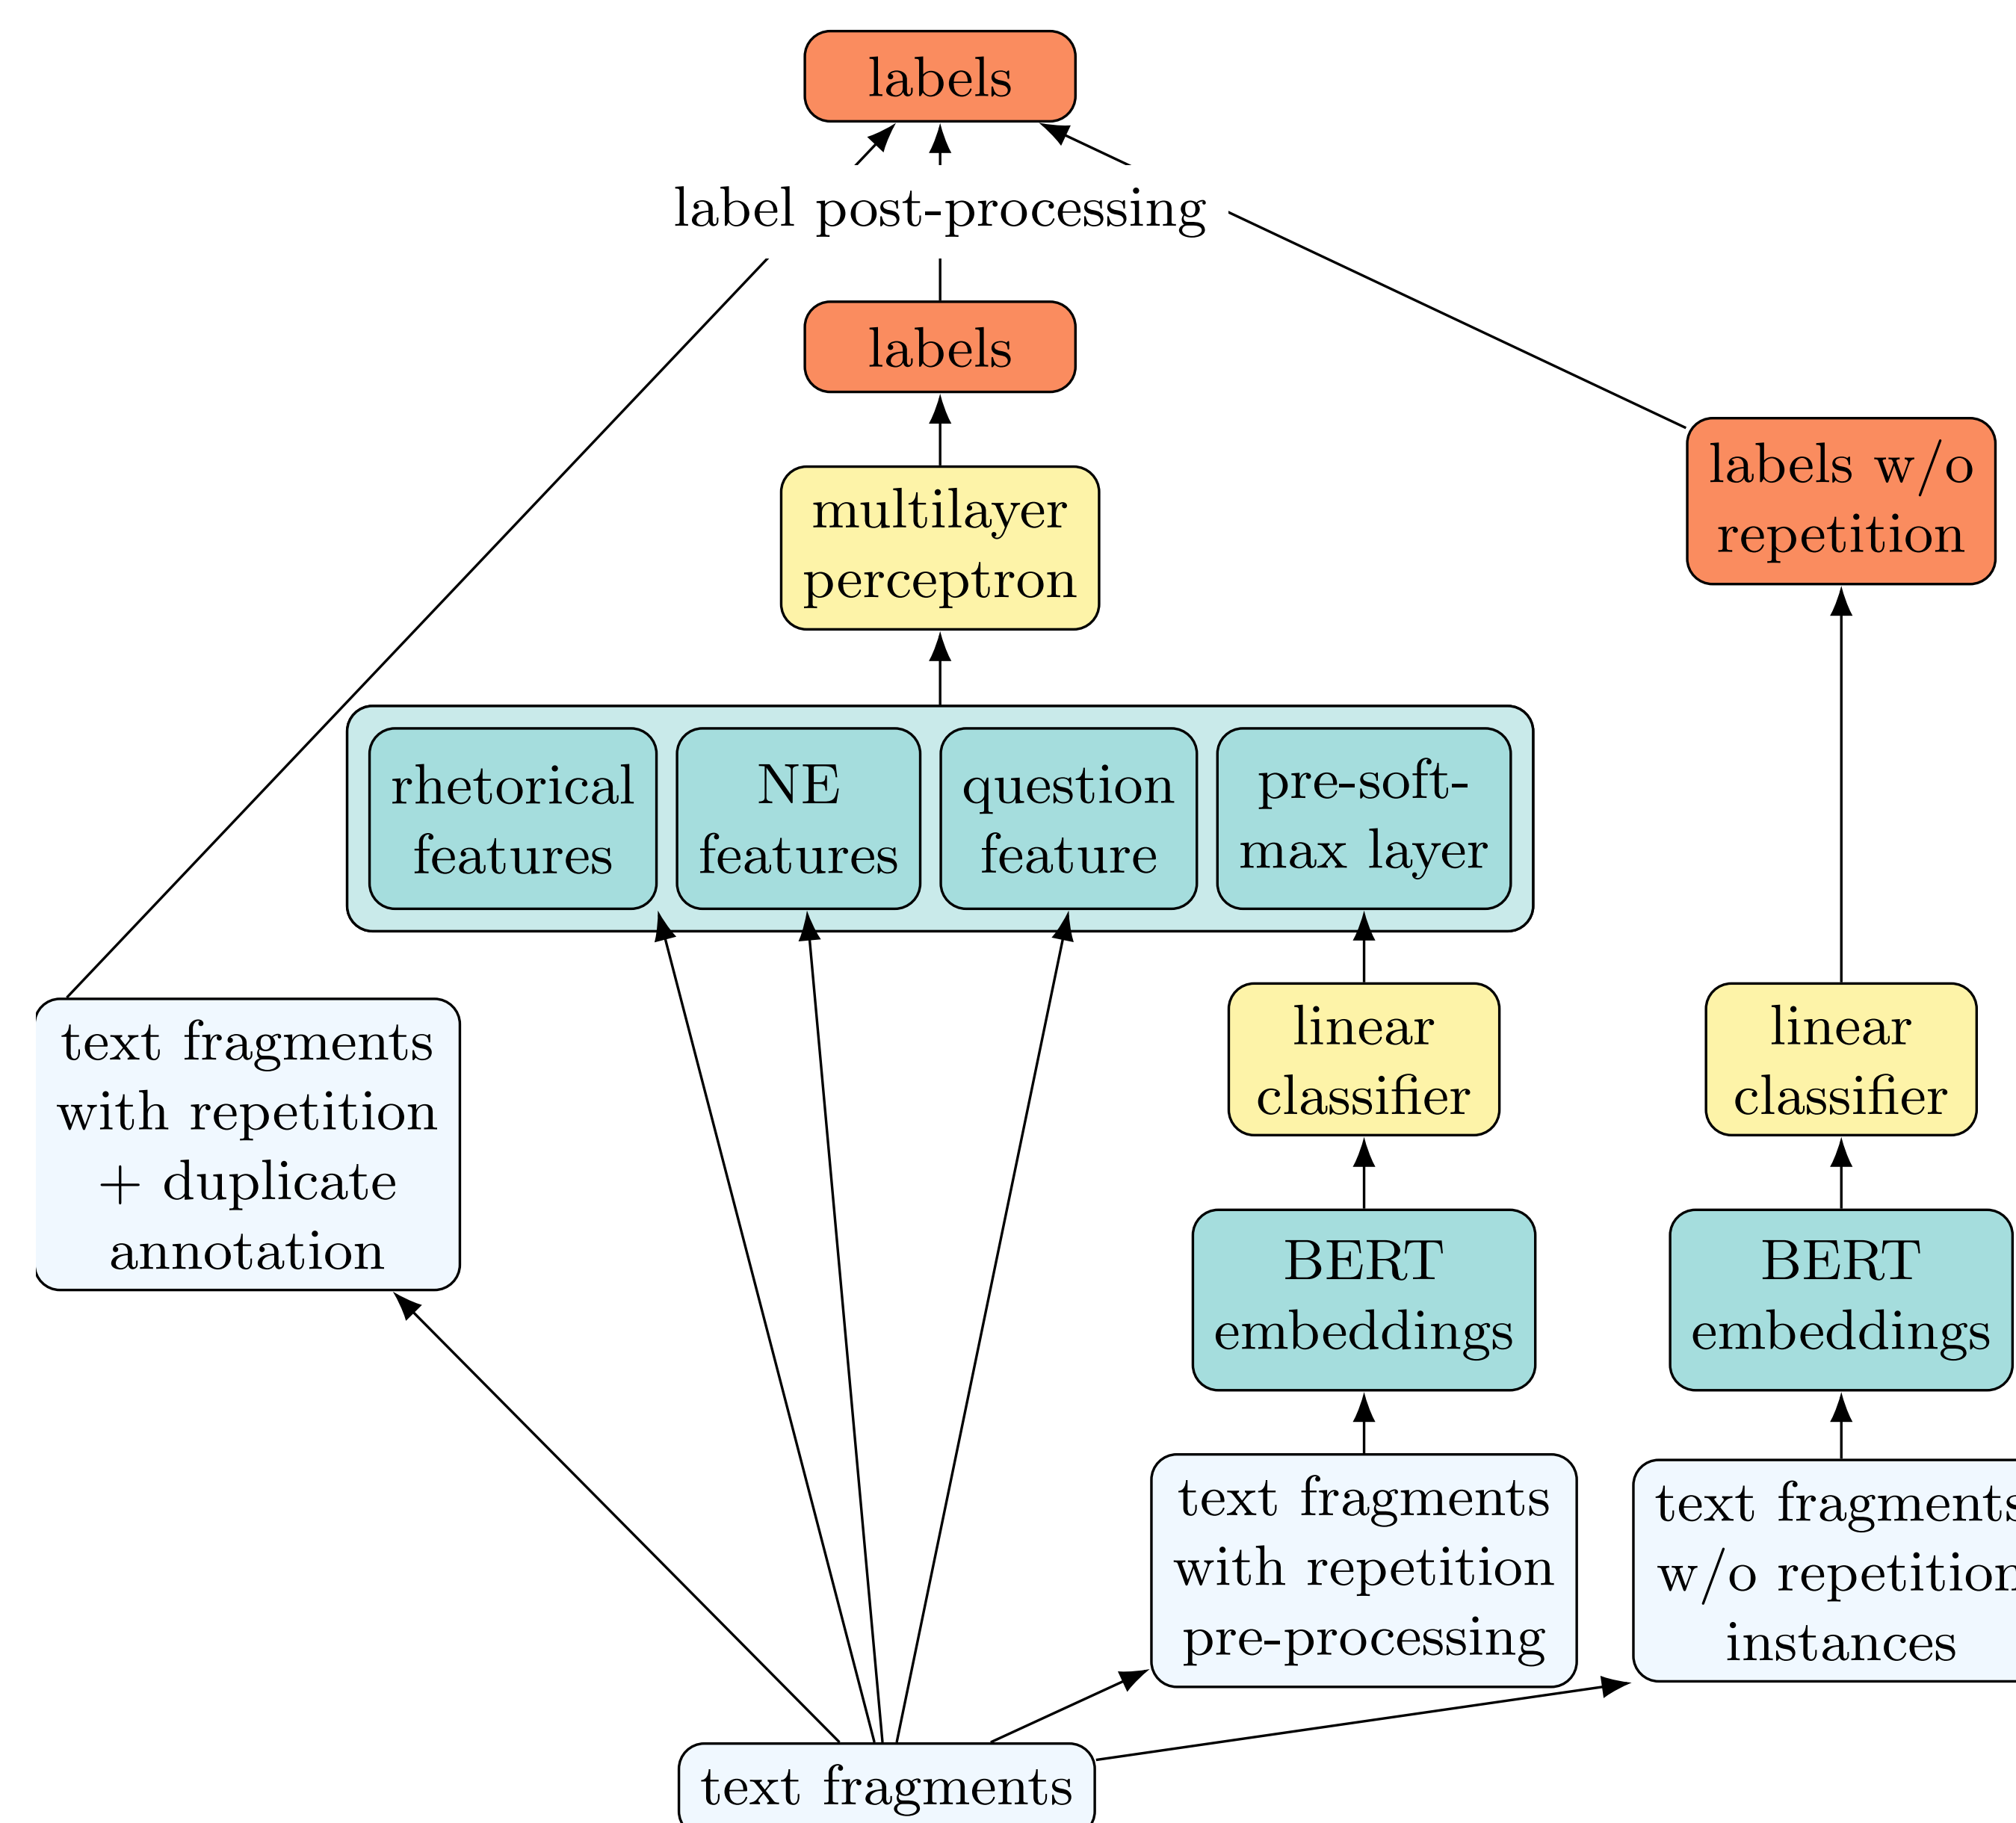 labels
label post-processing
labels
labels w/o
repetition
multilayer
perceptron
rhetorical
features
NE
features
question
feature
pre-soft-
max layer
text fragments
with repetition
+ duplicate
annotation
linear
classifier
linear
classifier
BERT
embeddings
BERT
embeddings
text fragments
with repetition
pre-processing
text fragments
w/o repetition
instances
text fragments